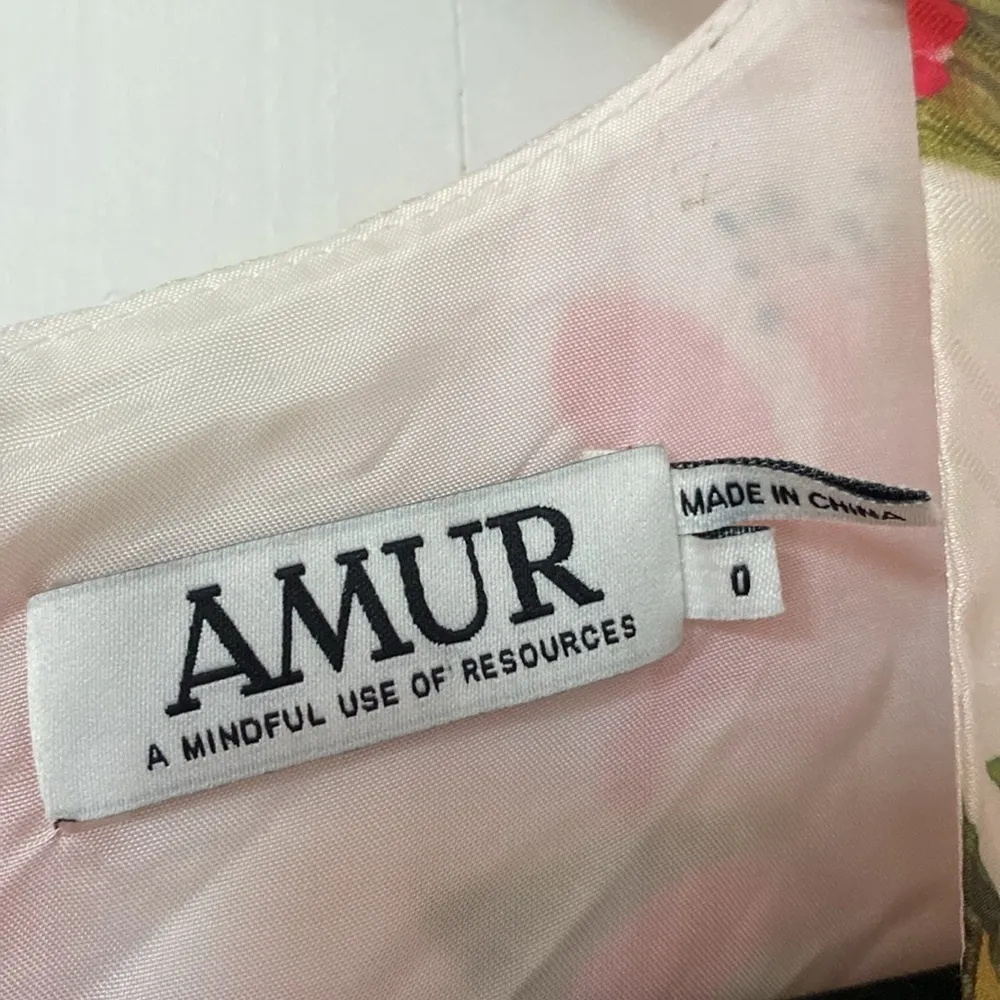 AMUR
A MINDFUL USE OF RESOURCES
MADE IN CHINA
0